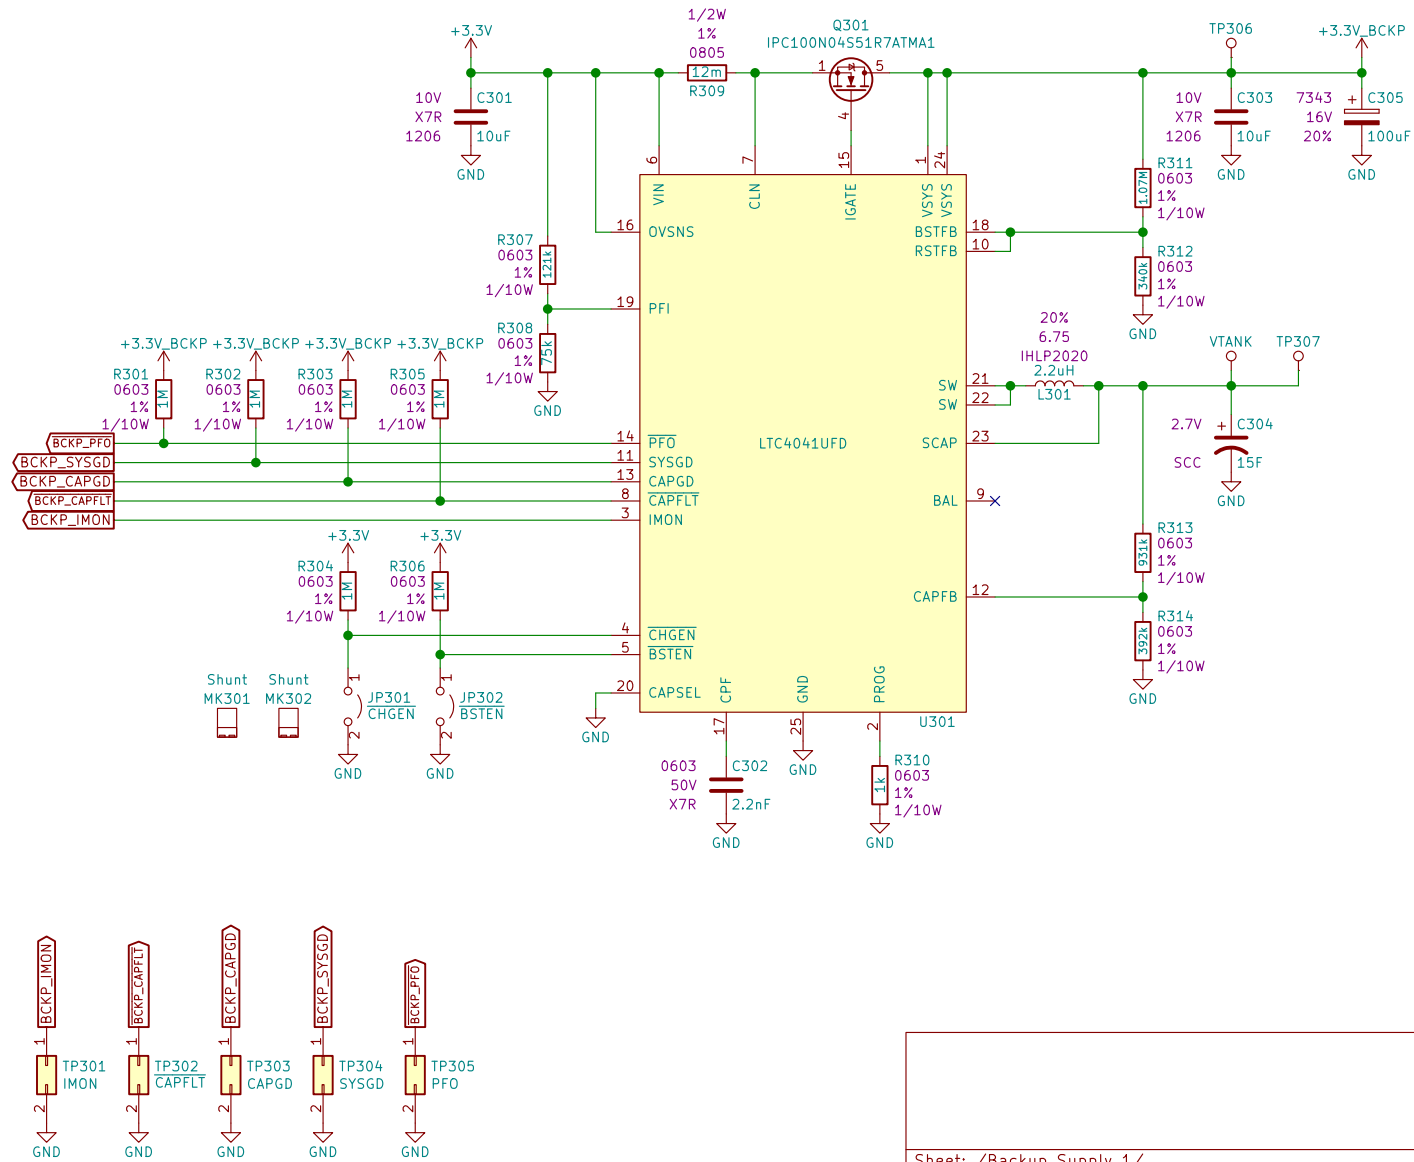 +3.3V
1/2W
1%
0805
12m
R309
Q301
IPC100N04S51R7ATMA1
1
5
4
TP306
+3.3V_BCKP
10V
X7R
1206
C301
10uF
GND
10V
X7R
1206
C303
10uF
GND
7343
16V
20%
+
C305
100uF
GND
6
7
15
1
24
VIN
CLN
IGATE
VSYS
VSYS
R311
0603
1%
1/10W
1.07M
R307
0603
1%
1/10W
121k
16
OVSNS
BSTFB
18
RSTFB
10
R312
0603
1%
1/10W
340k
GND
19
PFI
R308
0603
1%
1/10W
75k
GND
20%
6.75
IHLP2020
2.2uH
L301
VTANK
TP307
+3.3V_BCKP
+3.3V_BCKP
+3.3V_BCKP
+3.3V_BCKP
R301
0603
1%
1/10W
1M
R302
0603
1%
1/10W
1M
R303
0603
1%
1/10W
1M
R305
0603
1%
1/10W
1M
SW
21
SW
22
SCAP
23
2.7V
SCC
+
C304
15F
GND
BCKP_PFO
14
PFO
LTC4041UFD
BCKP_SYSGD
11
SYSGD
BCKP_CAPGD
13
CAPGD
BCKP_CAPFLT
8
CAPFLT
BAL
9
BCKP_IMON
3
IMON
+3.3V
+3.3V
R304
0603
1%
1/10W
1M
R306
0603
1%
1/10W
1M
R313
0603
1%
1/10W
931k
CAPFB
12
R314
0603
1%
1/10W
392k
GND
4
CHGEN
5
BSTEN
20
CAPSEL
GND
Shunt
MK301
Shunt
MK302
1
JP301
CHGEN
2
GND
1
JP302
BSTEN
2
GND
CPF
GND
PROG
17
25
2
U301
GND
0603
50V
X7R
C302
2.2nF
GND
R310
0603
1%
1/10W
1k
GND
BCKP_IMON
BCKP_CAPFLT
BCKP_CAPGD
BCKP_SYSGD
BCKP_PFO
1
TP301
IMON
2
GND
1
TP302
CAPFLT
2
GND
1
TP303
CAPGD
2
GND
1
TP304
SYSGD
2
GND
1
TP305
PFO
2
GND
Sheet: /Backup Supply 1/